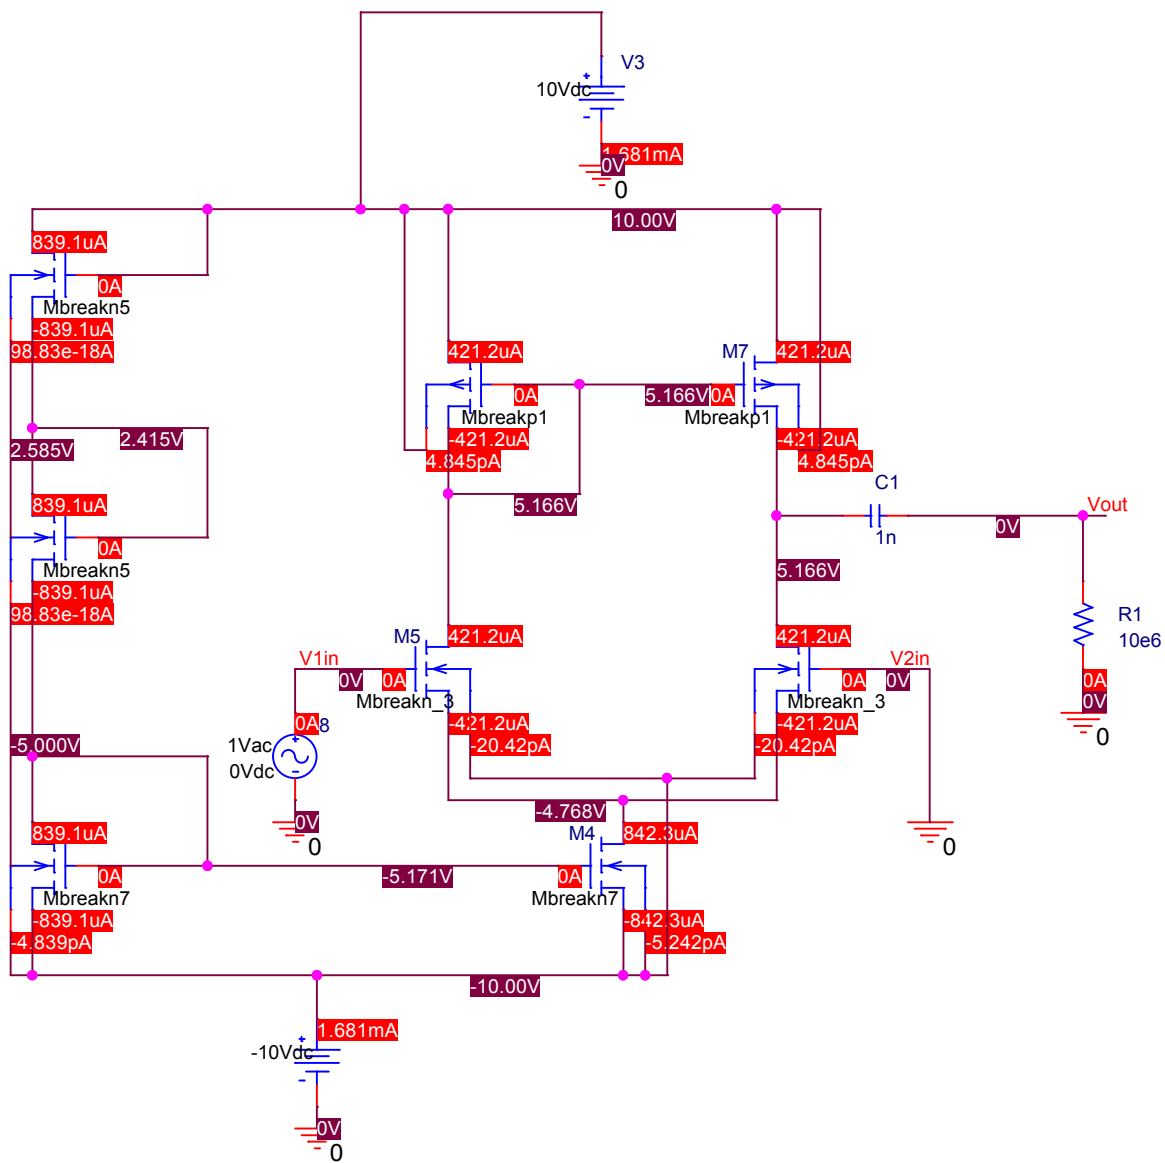 V3
+
10Vdc
-
1.681mA
0V
0
10.00V
839.1uA
0A
Mbreakn5
-839.1uA
98.83e-18A
421.2uA
0A
Mbreakp1
-421.2uA
4.845pA
M7
421.2uA
5.166V
0A
Mbreakp1
-421.2uA
4.845pA
2.415V
2.585V
5.166V
C1
1n
0V
Vout
839.1uA
0A
Mbreakn5
-839.1uA
98.83e-18A
5.166V
R1
10e6
0A
0V
0
M5
421.2uA
V1in
0V
0A
Mbreakn_3
-421.2uA
-20.42pA
421.2uA
V2in
0A
0V
Mbreakn_3
-421.2uA
-20.42pA
0A
8
1Vac
+
0Vdc
-
0V
0
-5.000V
-4.768V
0
839.1uA
0A
Mbreakn7
-839.1uA
-4.839pA
-5.171V
M4
842.3uA
0A
Mbreakn7
-842.3uA
-5.242pA
-10.00V
1.681mA
+
-10Vdc
-
0V
0